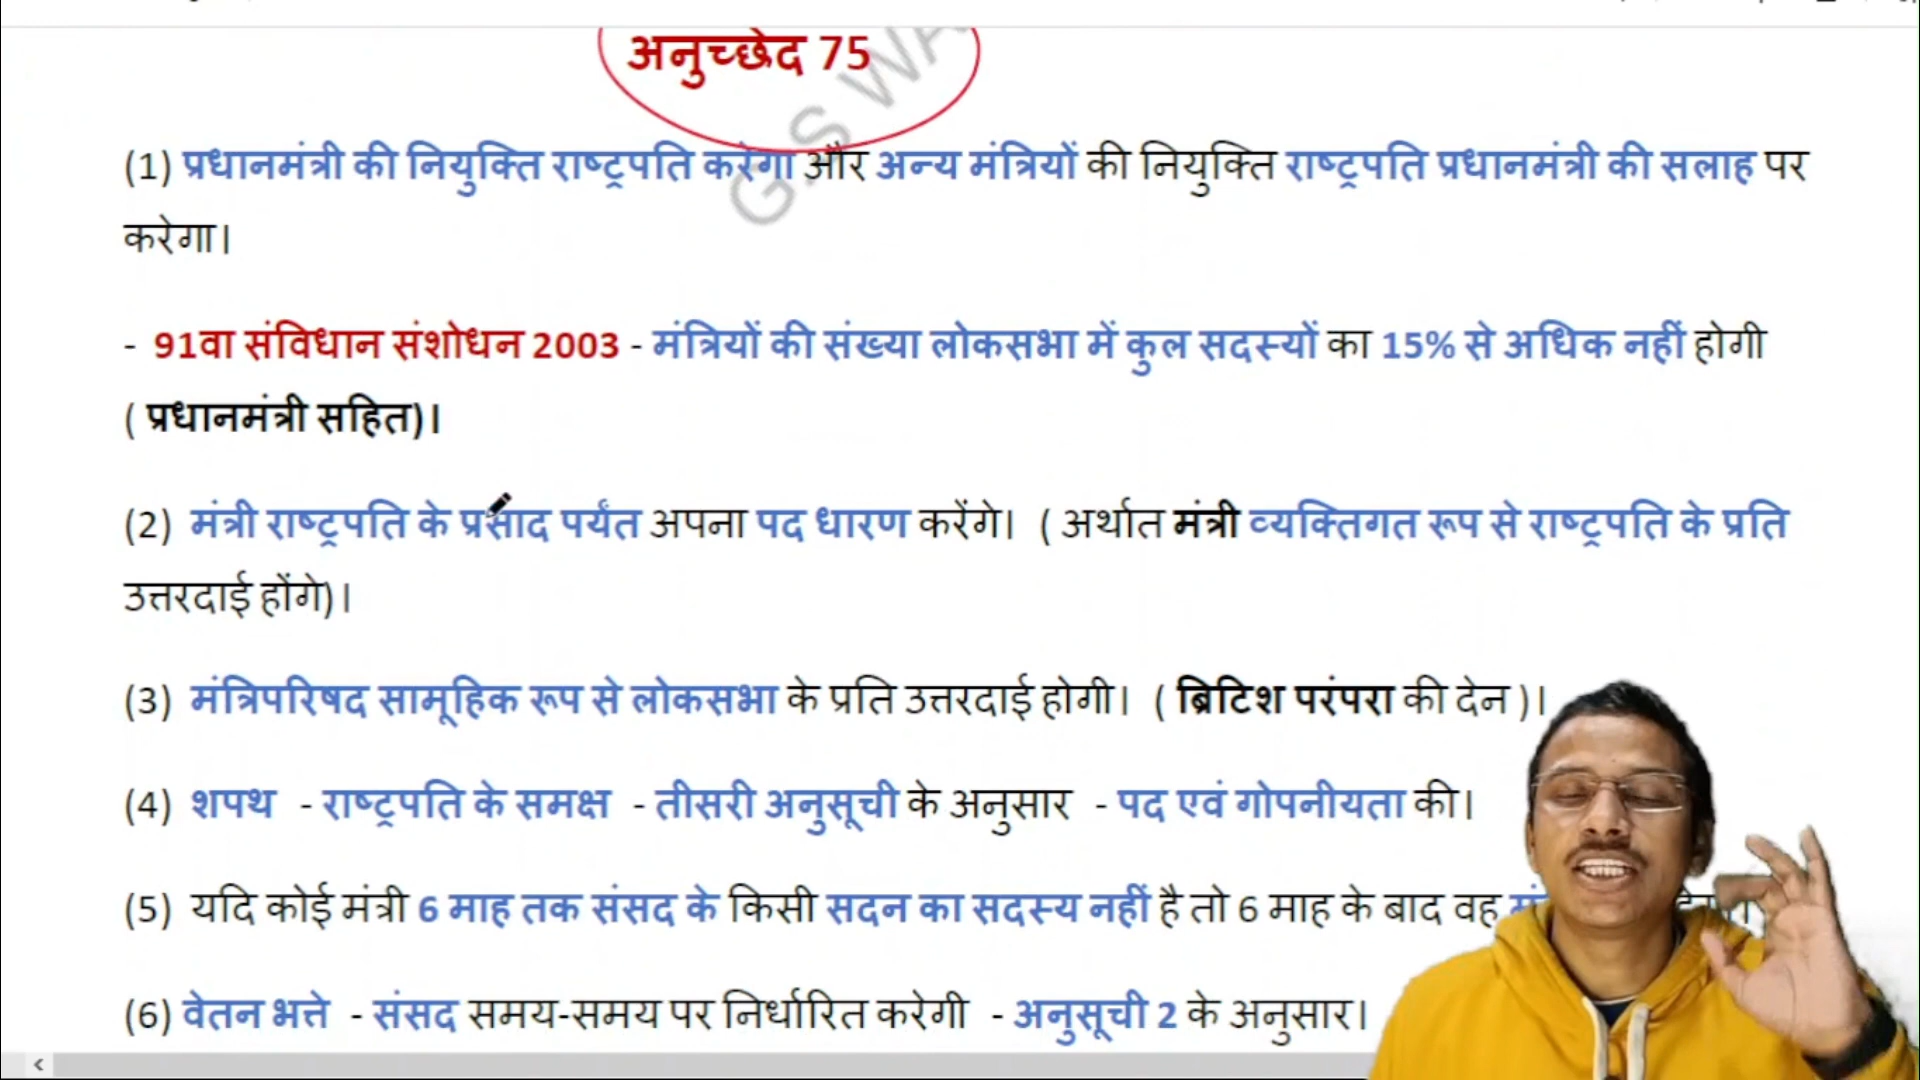 अनुच्छेद 75
G.S WA
(1) प्रधानमंत्री की नियुक्ति राष्ट्रपति करेगा और अन्य मंत्रियों की नियुक्ति राष्ट्रपति प्रधानमंत्री की सलाह पर
करेगा।
- 91वा संविधान संशोधन 2003 - मंत्रियों की संख्या लोकसभा में कुल सदस्यों का 15% से अधिक नहीं होगी
( प्रधानमंत्री सहित)।
(2) मंत्री राष्ट्रपति के प्रसाद पर्यंत अपना पद धारण करेंगे। ( अर्थात मंत्री व्यक्तिगत रूप से राष्ट्रपति के प्रति
उत्तरदाई होंगे)।
(3) मंत्रिपरिषद सामूहिक रूप से लोकसभा के प्रति उत्तरदाई होगी। ( ब्रिटिश परंपरा की देन )।
(4) शपथ - राष्ट्रपति के समक्ष - तीसरी अनुसूची के अनुसार - पद एवं गोपनीयता की।
(5) यदि कोई मंत्री 6 माह तक संसद के किसी सदन का सदस्य नहीं है तो 6 माह के बाद वह
(6) वेतन भत्ते - संसद समय-समय पर निर्धारित करेगी - अनुसूची 2 के अनुसार।